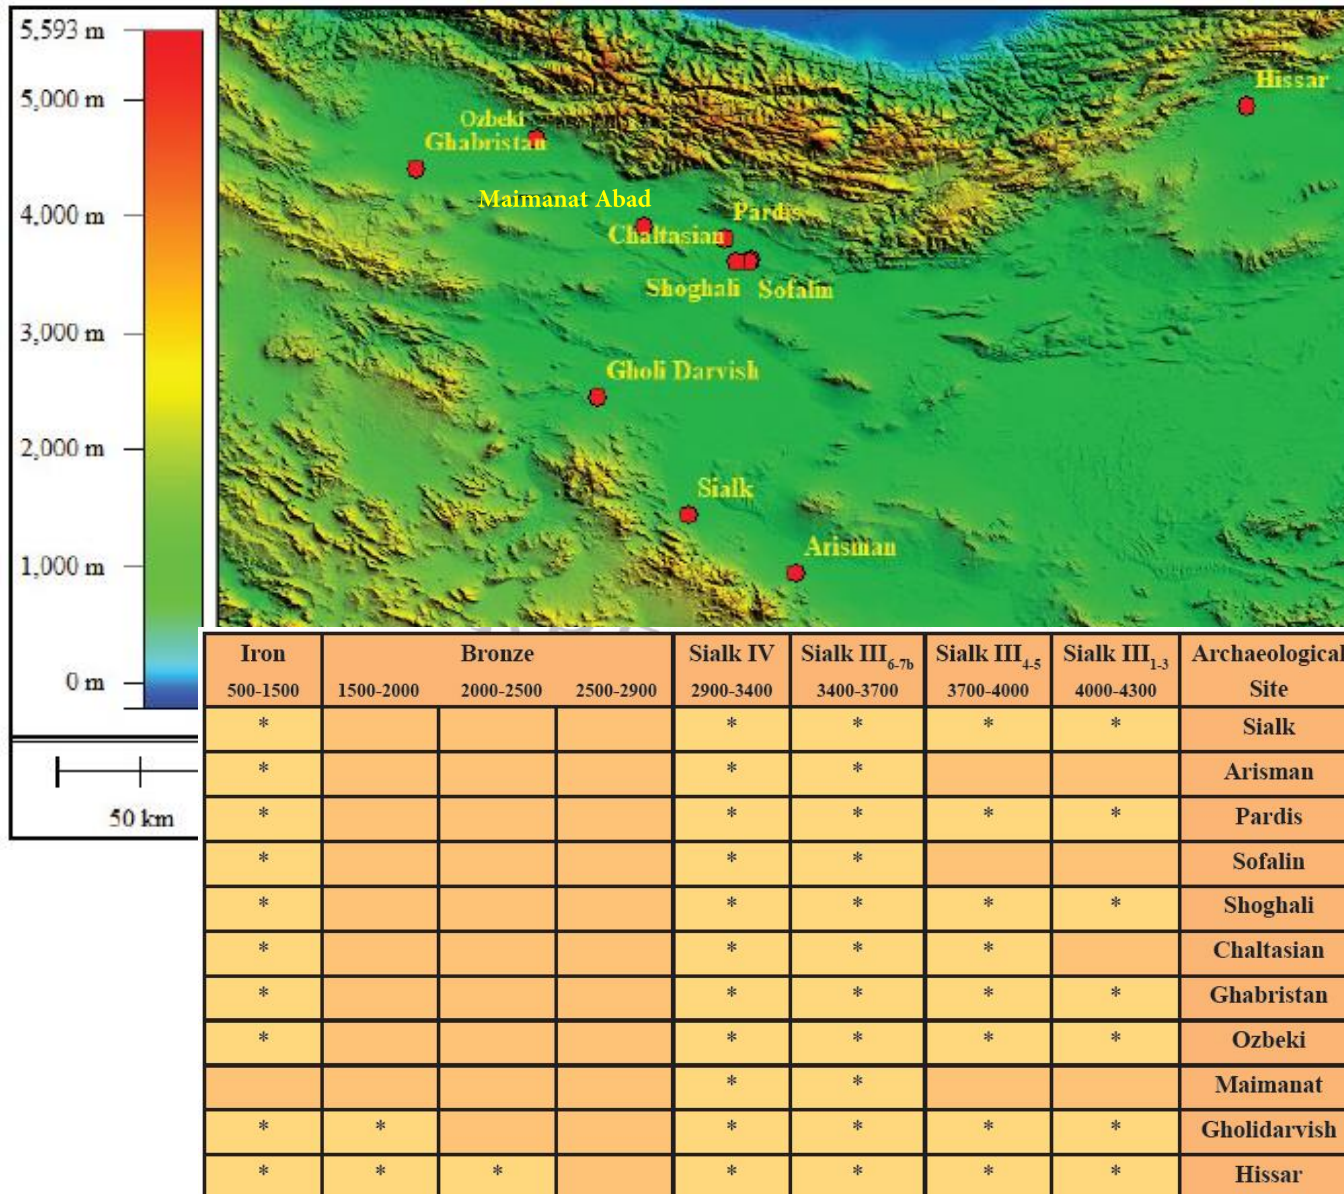 5,593 m
5,000 m
4,000 m
3,000 m
2,000 m
1,000 m
0 m
50 km
Hissar
Ozbeki
Ghabristan
Maimanat Abad
Pardis
Chaltasian
Shoghali Sofalin
Gholi Darvish
Sialk
Arisman
Iron Bronze Sialk IV Sialk III6-7b Sialk III4-5 Sialk III1-3 Archaeological
500-1500 1500-2000 2000-2500 2500-2900 2900-3400 3400-3700 3700-4000 4000-4300 Site
* * * * * Sialk
* * * Arisman
* * * * * Pardis
* * * Sofalin
* * * * * Shoghali
* * * * Chaltasian
* * * * * Ghabristan
* * * * * Ozbeki
* * Maimanat
* * * * * * Gholidarvish
* * * * * * * Hissar